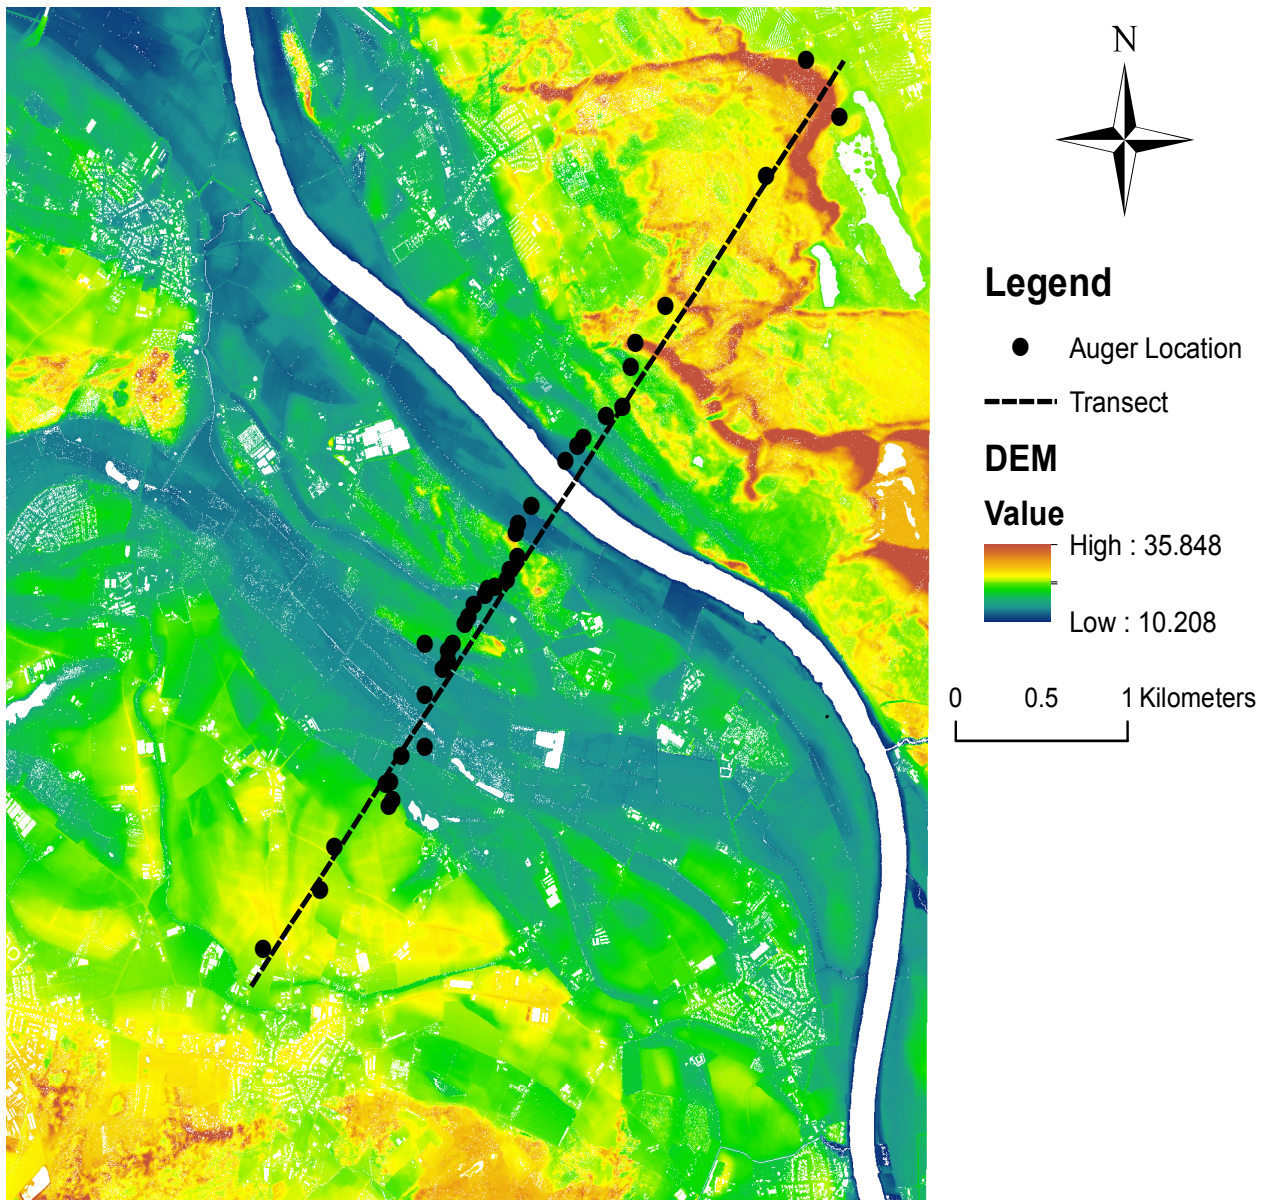 N
Legend
Auger Location
Transect
DEM
Value
High : 35.848
Low : 10.208
0 0.5 1 Kilometers